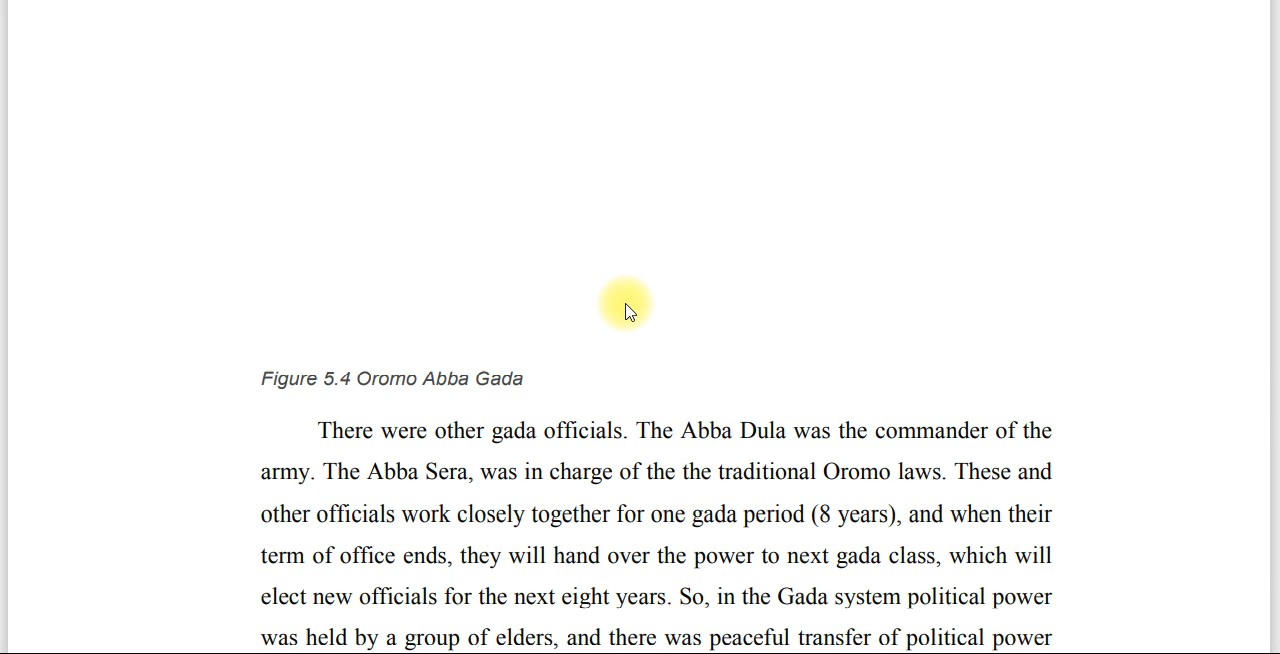 Figure 5.4 Oromo Abba Gada
There were other gada officials. The Abba Dula was the commander of the
army. The Abba Sera, was in charge of the the traditional Oromo laws. These and
other officials work closely together for one gada period (8 years), and when their
term of office ends, they will hand over the power to next gada class, which will
elect new officials for the next eight years. So, in the Gada system political power
was held by a group of elders, and there was peaceful transfer of political power